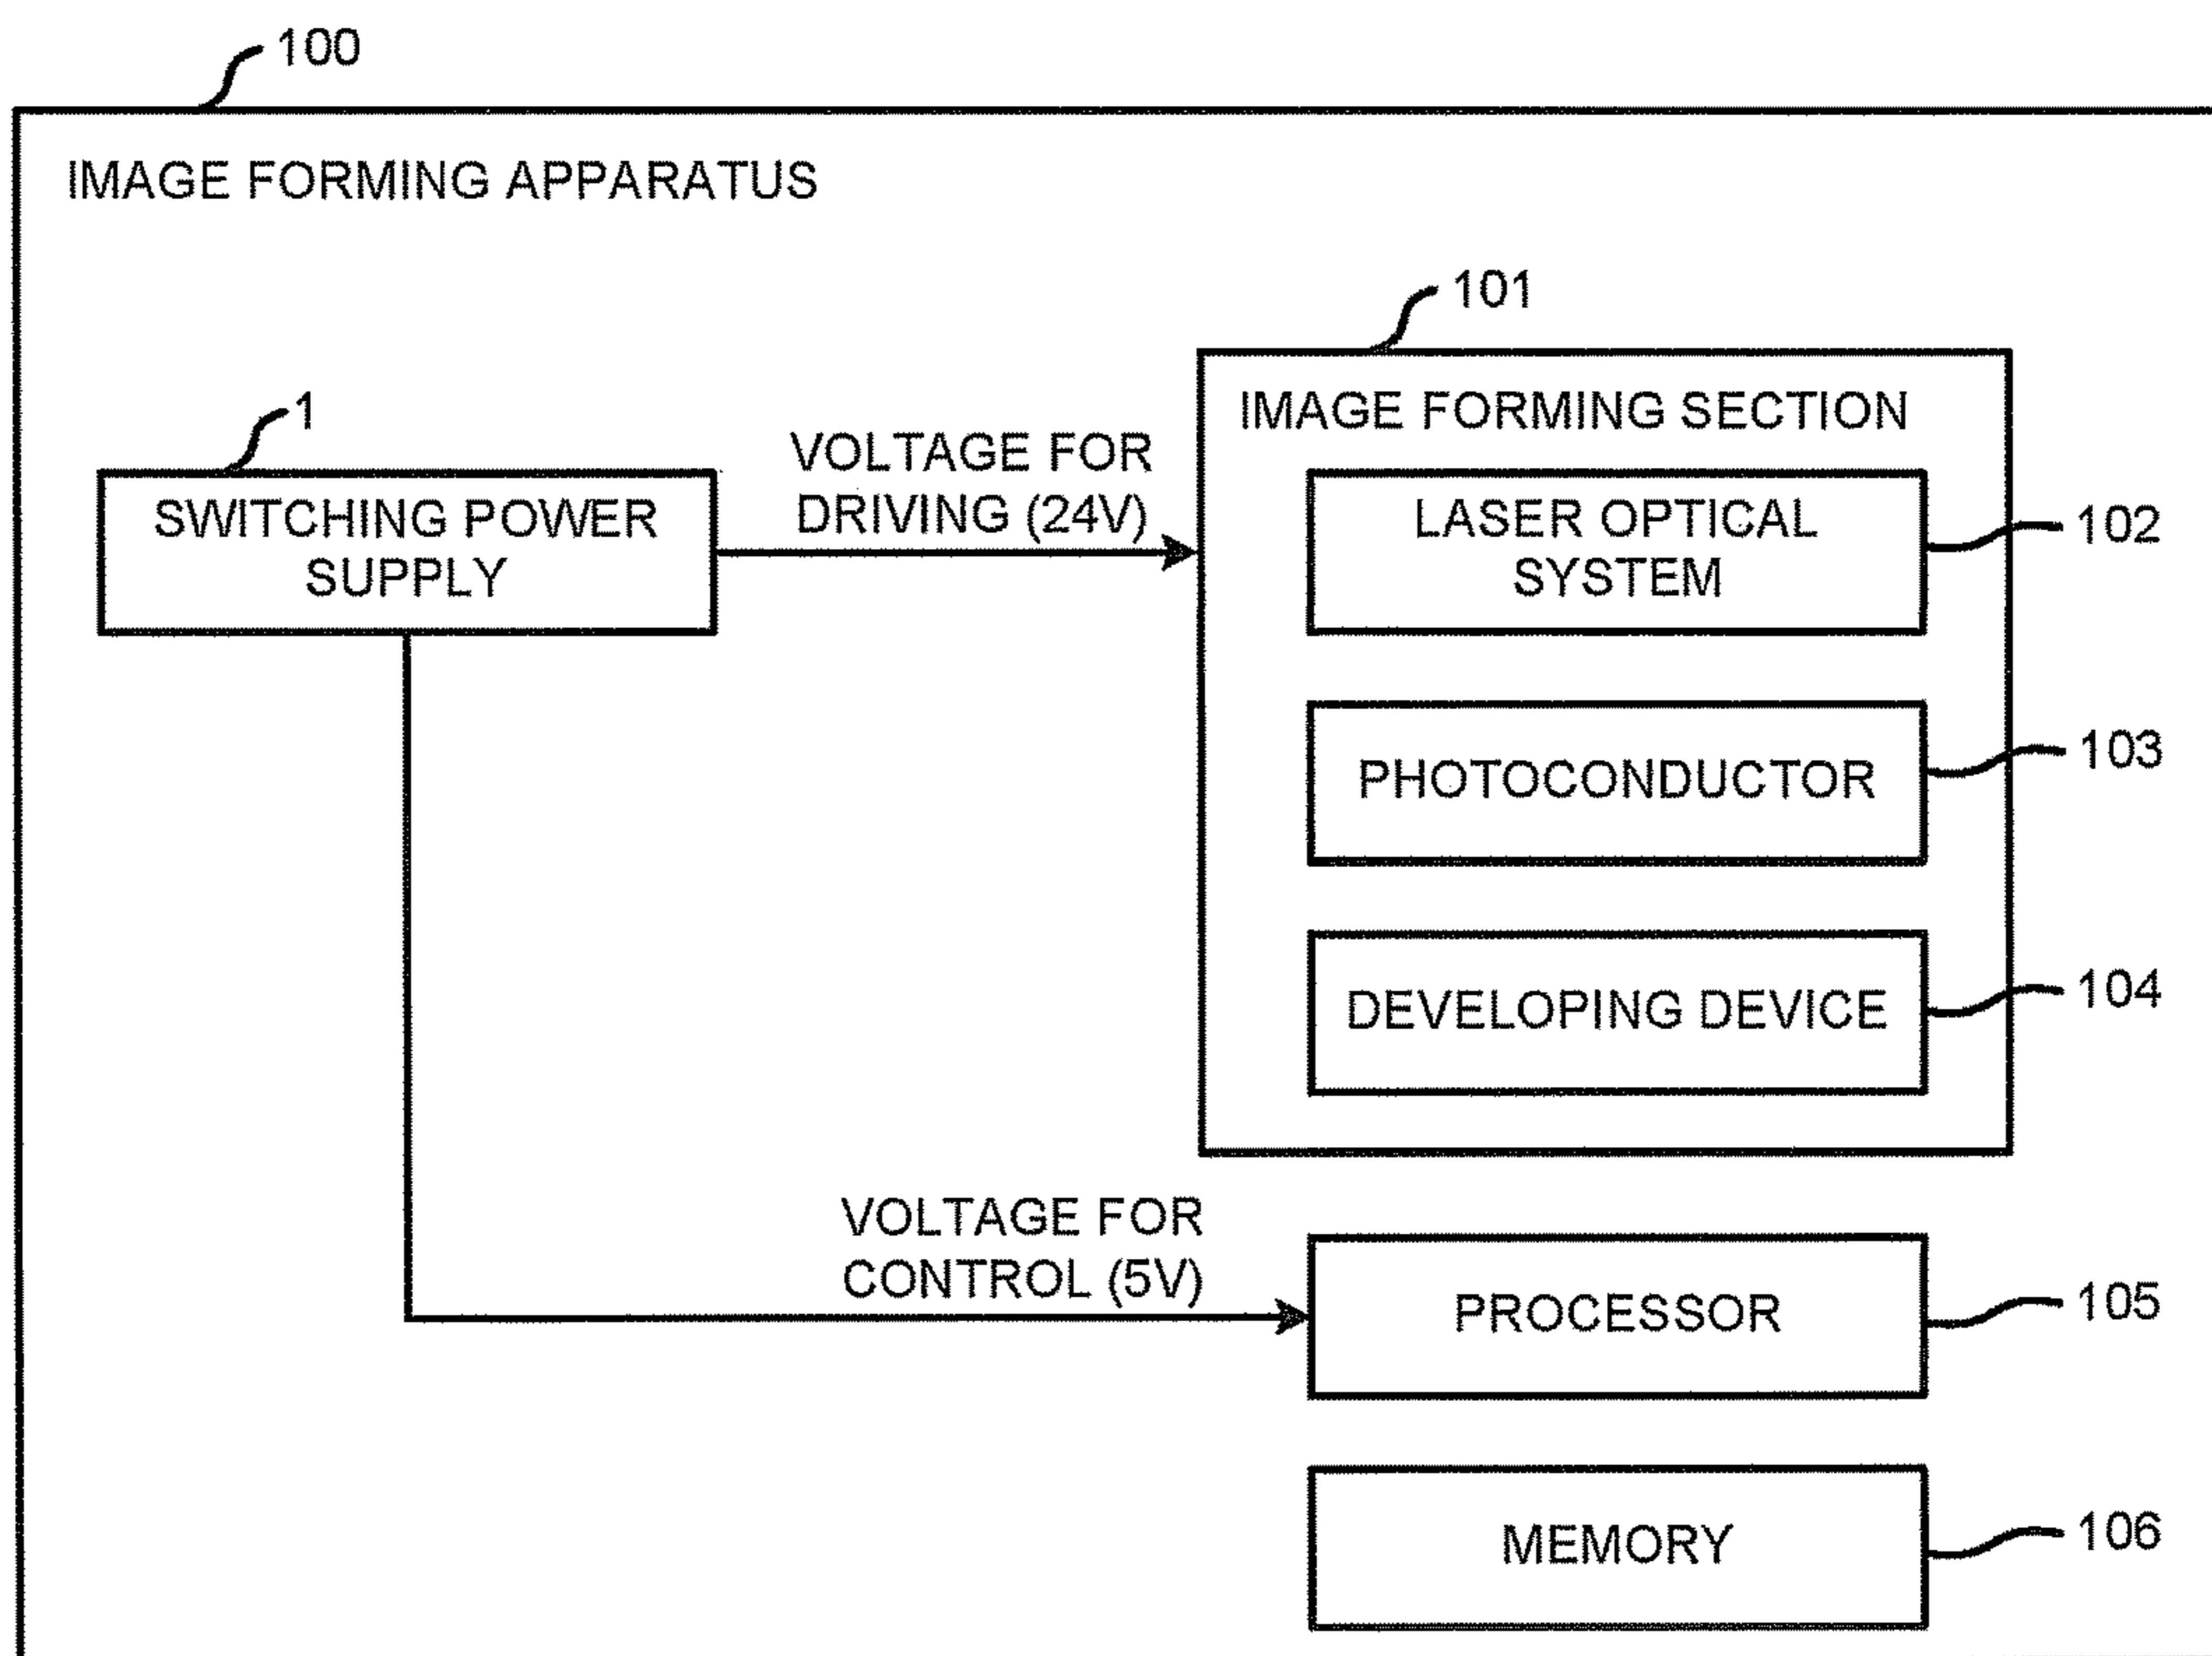 100
IMAGE FORMING APPARATUS
101
1
IMAGE FORMING SECTION
SWITCHING POWER
SUPPLY
VOLTAGE FOR
DRIVING (24V)
LASER OPTICAL
SYSTEM
102
PHOTOCONDUCTOR
103
DEVELOPING DEVICE
104
VOLTAGE FOR
CONTROL (5V)
PROCESSOR
105
MEMORY
106